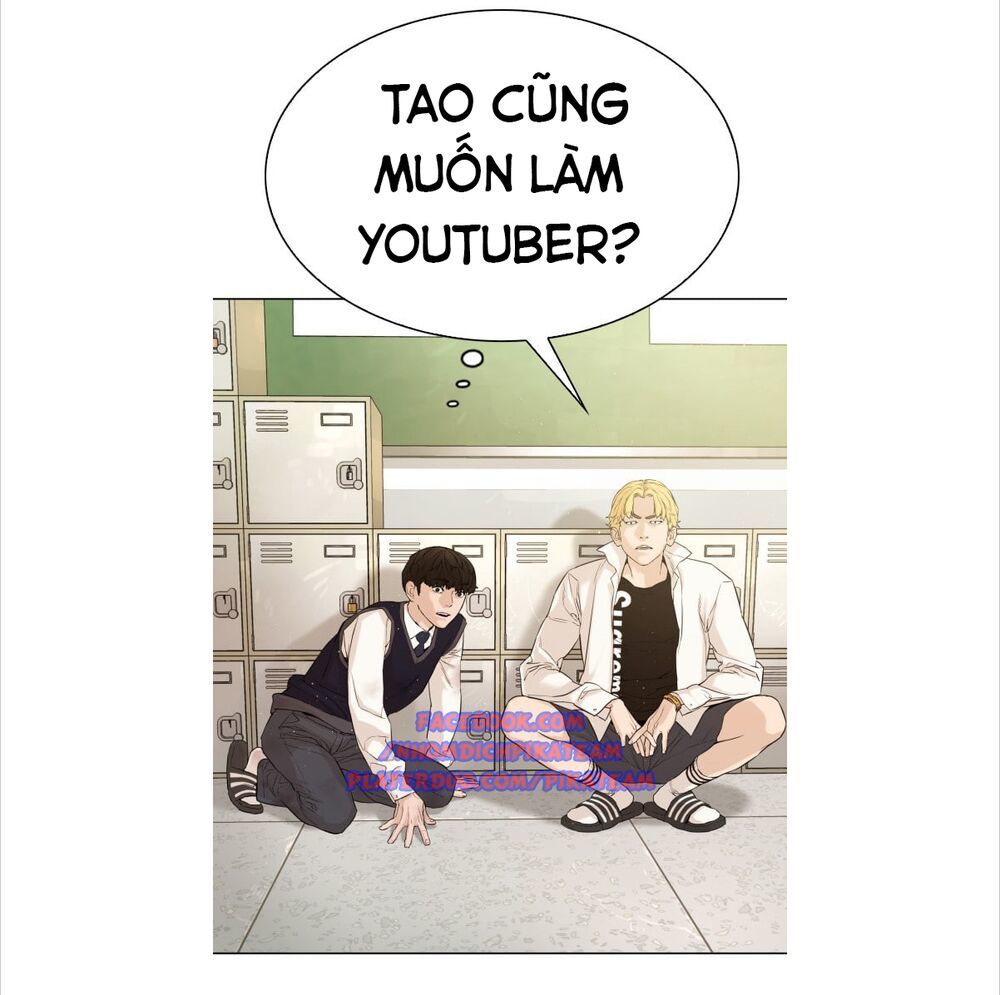 TAO CŨNG
MUỐN LÀM
YOUTUBER?
FACEBOOK.COM
/NHOMDICHPIKATEAM
PLAYERDUO.COM/PIKATEAM